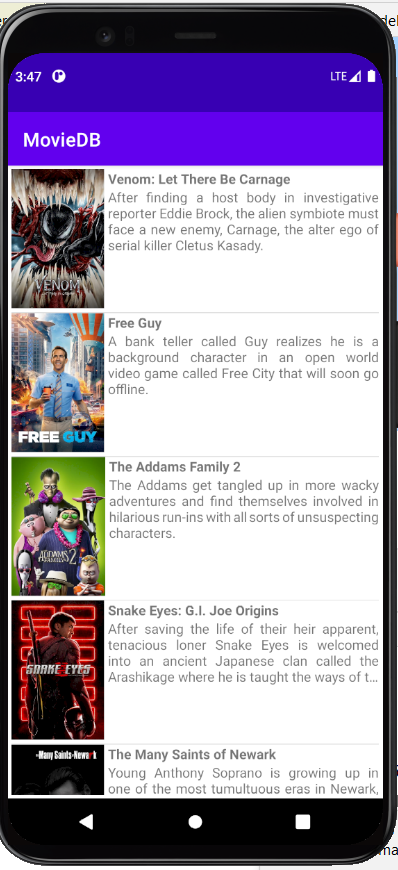 3:47
LTE
MovieDB
VENOM
Venom: Let There Be Carnage
After finding a host body in investigative
reporter Eddie Brock, the alien symbiote must
face a new enemy, Carnage, the alter ego of
serial killer Cletus Kasady.
FREE GUY
Free Guy
A bank teller called Guy realizes he is a
background character in an open world
video game called Free City that will soon go
offline.
ADDAMS
2
The Addams Family 2
The Addams get tangled up in more wacky
adventures and find themselves involved in
hilarious run-ins with all sorts of unsuspecting
characters.
SNAKE EYES
Snake Eyes: G.I. Joe Origins
After saving the life of their heir apparent,
tenacious loner Snake Eyes is welcomed
into an ancient Japanese clan called the
Arashikage where he is taught the ways of t...
Many Saints of Newark
The Many Saints of Newark
Young Anthony Soprano is growing up in
one of the most tumultuous eras in Newark,